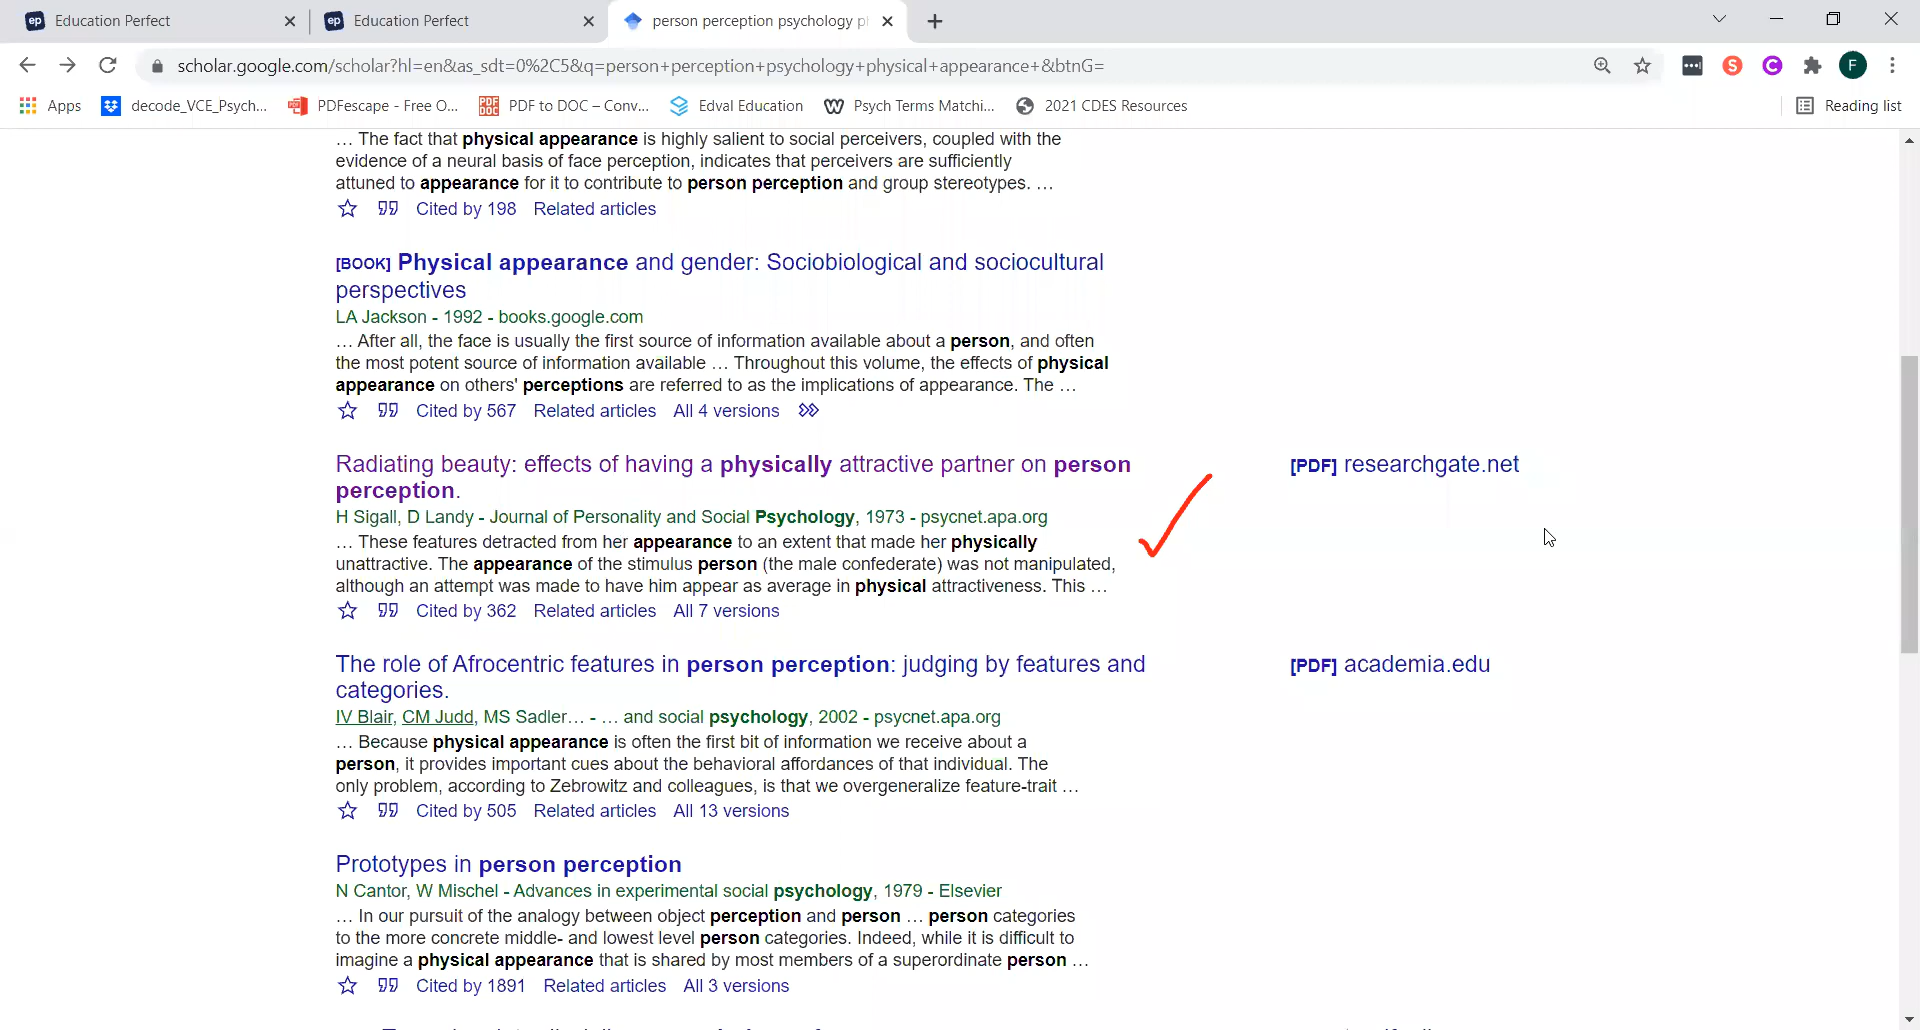 Education Perfect
Education Perfect
person perception psychology p
scholar.google.com/scholar?hl=en&as_sdt=0%2C5&q=person+perception+psychology+physical+appearance+&btnG=
F
Apps
decode_VCE_Psych...
PDFescape - Free O...
PDF to DOC – Conv...
Edval Education
Psych Terms Matchi...
2021 CDES Resources
Reading list
... The fact that physical appearance is highly salient to social perceivers, coupled with the
evidence of a neural basis of face perception, indicates that perceivers are sufficiently
attuned to appearance for it to contribute to person perception and group stereotypes. ...
Cited by 198 Related articles
[BOOK] Physical appearance and gender: Sociobiological and sociocultural
perspectives
LA Jackson - 1992 - books.google.com
... After all, the face is usually the first source of information available about a person, and often
the most potent source of information available ... Throughout this volume, the effects of physical
appearance on others' perceptions are referred to as the implications of appearance. The ...
Cited by 567 Related articles All 4 versions
Radiating beauty: effects of having a physically attractive partner on person
perception.
[PDF] researchgate.net
H Sigall, D Landy - Journal of Personality and Social Psychology, 1973 - psycnet.apa.org
... These features detracted from her appearance to an extent that made her physically
unattractive. The appearance of the stimulus person (the male confederate) was not manipulated,
although an attempt was made to have him appear as average in physical attractiveness. This ...
Cited by 362 Related articles All 7 versions
The role of Afrocentric features in person perception: judging by features and
categories.
[PDF] academia.edu
IV Blair, CM Judd, MS Sadler... - ... and social psychology, 2002 - psycnet.apa.org
... Because physical appearance is often the first bit of information we receive about a
person, it provides important cues about the behavioral affordances of that individual. The
only problem, according to Zebrowitz and colleagues, is that we overgeneralize feature-trait ...
Cited by 505 Related articles All 13 versions
Prototypes in person perception
N Cantor, W Mischel - Advances in experimental social psychology, 1979 - Elsevier
... In our pursuit of the analogy between object perception and person ... person categories
to the more concrete middle- and lowest level person categories. Indeed, while it is difficult to
imagine a physical appearance that is shared by most members of a superordinate person ...
Cited by 1891 Related articles All 3 versions